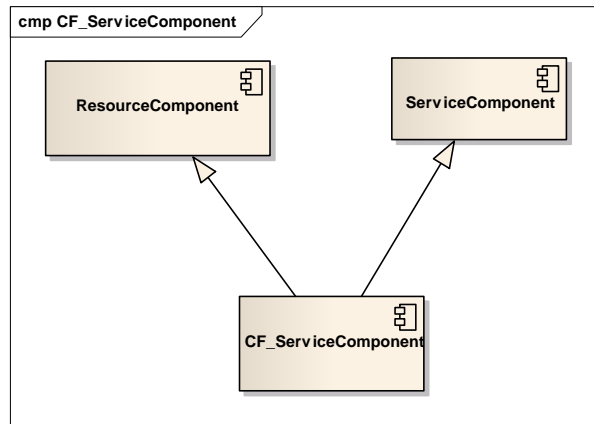 cmp CF_ServiceComponent
ResourceComponent
ServiceComponent
CF_ServiceComponent